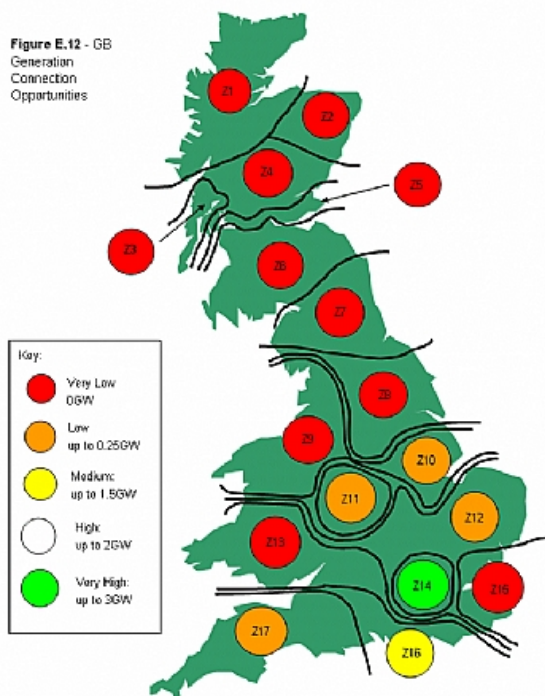 Figure E.12 - GB
Generation
Connection
Opportunities
Z1
Z2
Z4
Z5
Z3
Z6
Z7
Key:
Very Low
0GW
Low
up to 0.25GW
Medium:
up to 1.5GW
High:
up to 2GW
Very High:
up to 3GW
Z8
Z9
Z10
Z11
Z12
Z13
Z14
Z15
Z17
Z16